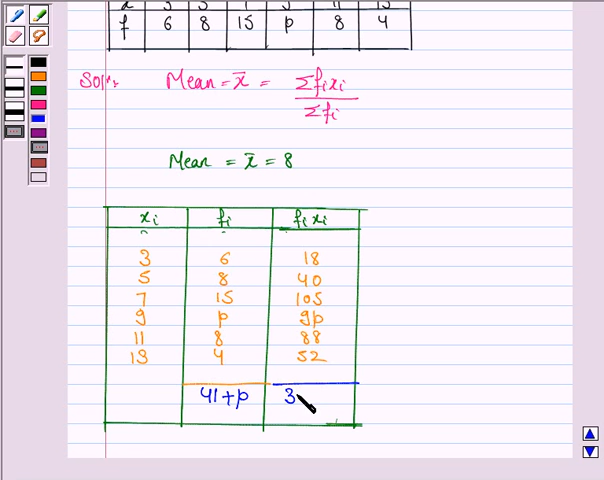 f 6 8 15 p 8 4
Soln: Mean = x̄ = Σfixi / Σfi
Mean = x̄ = 8
xi fi fixi
3 6 18
5 8 40
7 15 105
9 p 9p
11 8 88
13 4 52
41+p 3